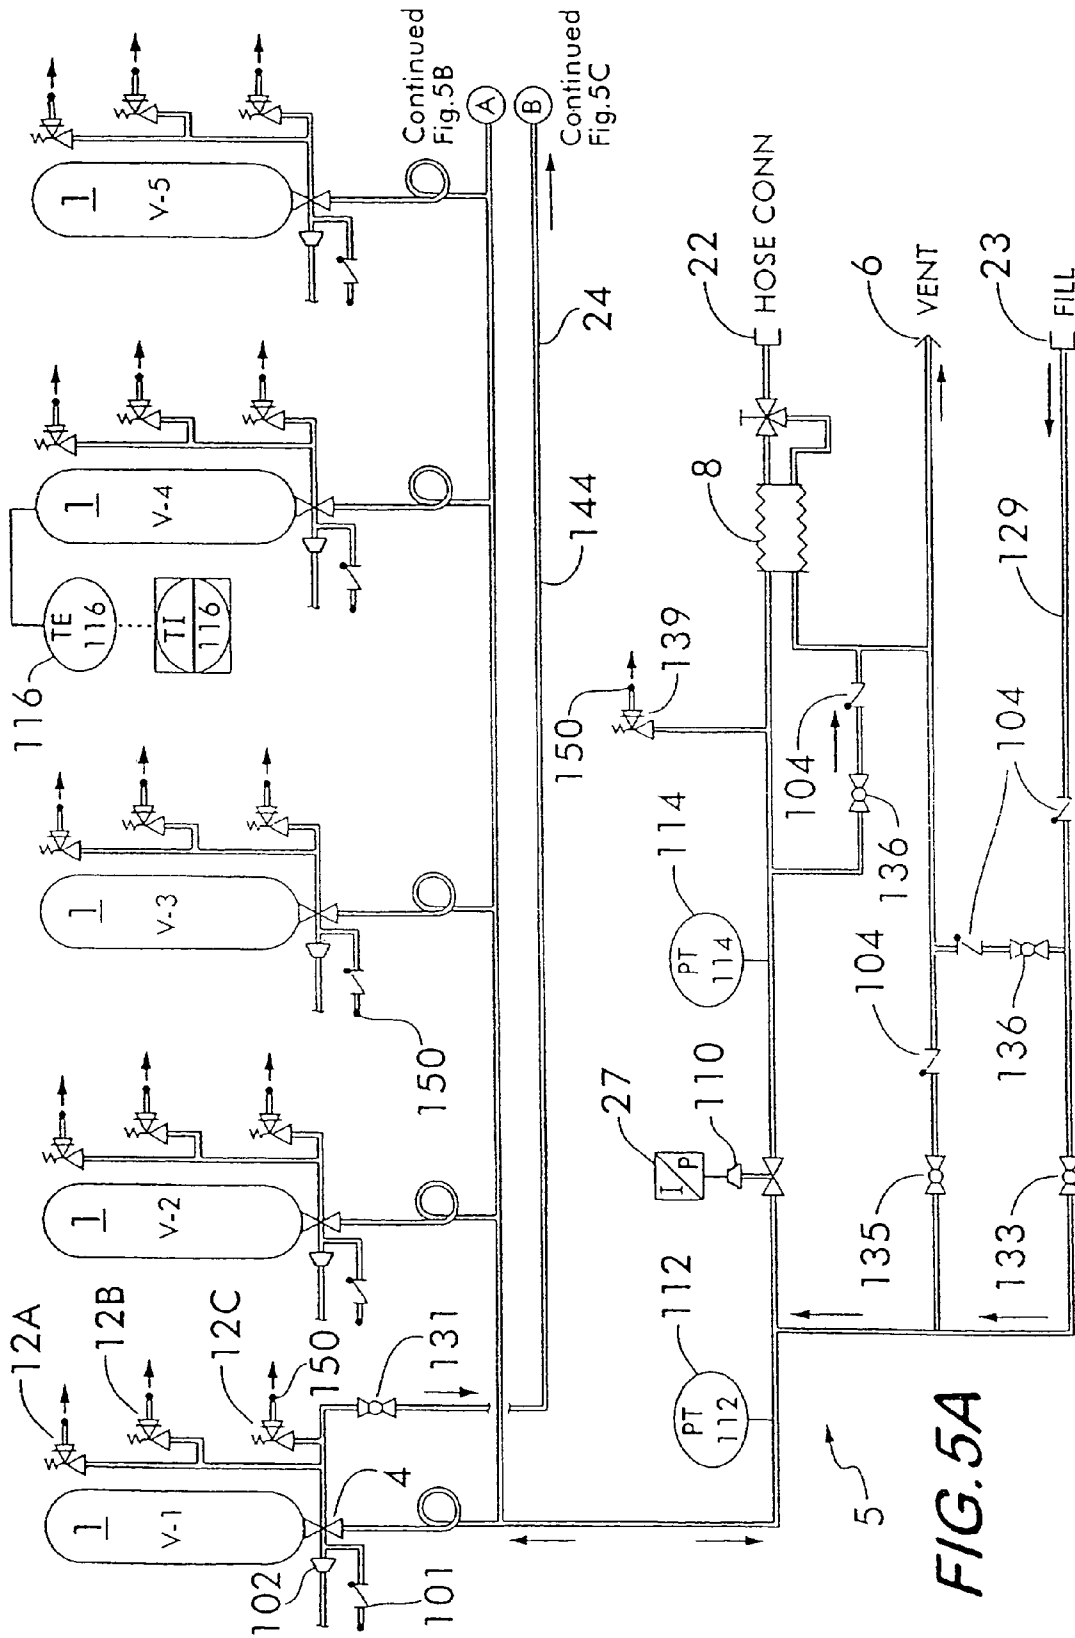 12A
12B
12C
150
131
1
V-1
4
102
101
1
V-2
1
V-3
150
116
TE
116
TI
116
1
V-4
1
V-5
Continued
Fig.5B
A
B
Continued
Fig.5C
24
144
112
PT
112
27
I
P
110
114
PT
114
150
139
104
136
8
22
HOSE CONN
6
VENT
23
FILL
129
104
104
136
135
133
5
FIG.5A